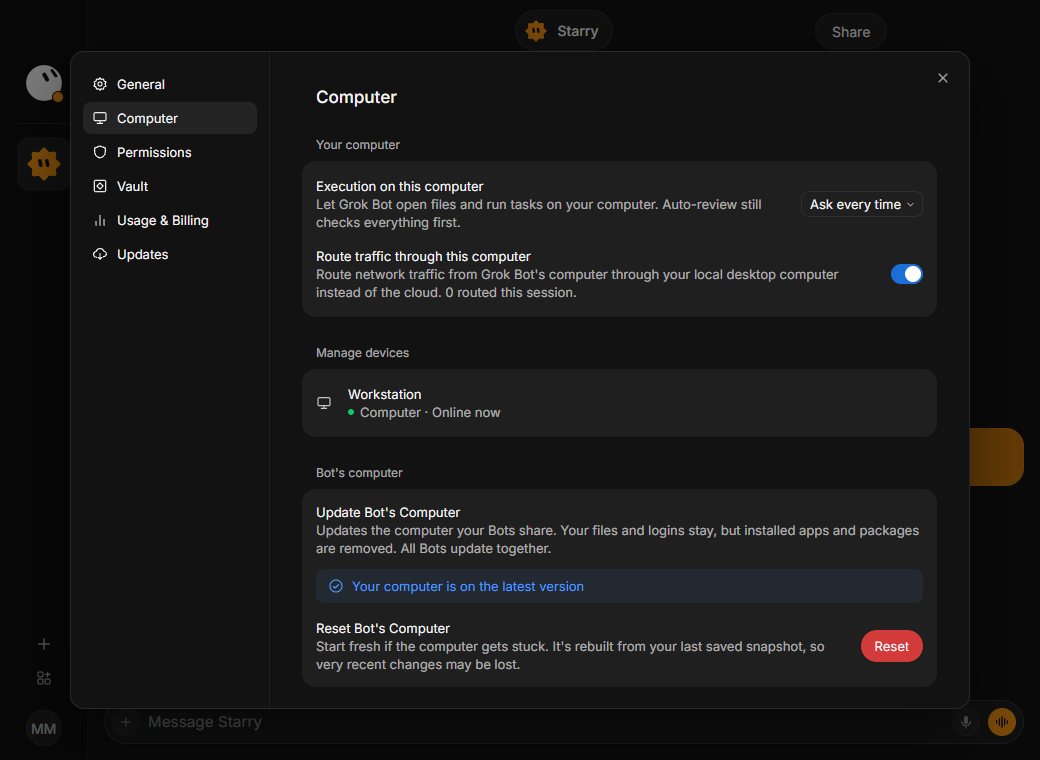 Starry
Share
General
Computer
Permissions
Vault
Usage & Billing
Updates
Computer
Your computer
Execution on this computer
Let Grok Bot open files and run tasks on your computer. Auto-review still
checks everything first.
Ask every time
Route traffic through this computer
Route network traffic from Grok Bot's computer through your local desktop computer
instead of the cloud. 0 routed this session.
Manage devices
Workstation
Computer · Online now
Bot's computer
Update Bot's Computer
Updates the computer your Bots share. Your files and logins stay, but installed apps and packages
are removed. All Bots update together.
Your computer is on the latest version
Reset Bot's Computer
Start fresh if the computer gets stuck. It's rebuilt from your last saved snapshot, so
very recent changes may be lost.
Reset
MM
Message Starry